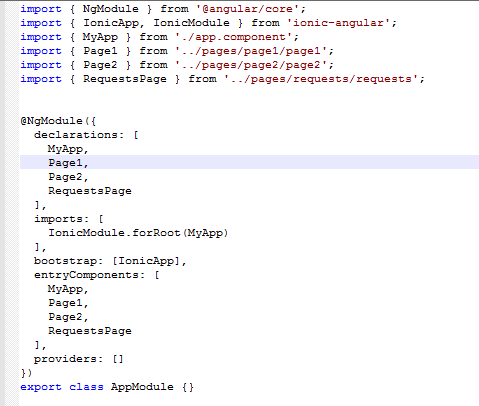 import { NgModule } from '@angular/core';
import { IonicApp, IonicModule } from 'ionic-angular';
import { MyApp } from './app.component';
import { Page1 } from '../pages/page1/page1';
import { Page2 } from '../pages/page2/page2';
import { RequestsPage } from '../pages/requests/requests';
@NgModule({
  declarations: [
    MyApp,
    Page1,
    Page2,
    RequestsPage
  ],
  imports: [
    IonicModule.forRoot(MyApp)
  ],
  bootstrap: [IonicApp],
  entryComponents: [
    MyApp,
    Page1,
    Page2,
    RequestsPage
  ],
  providers: []
})
export class AppModule {}